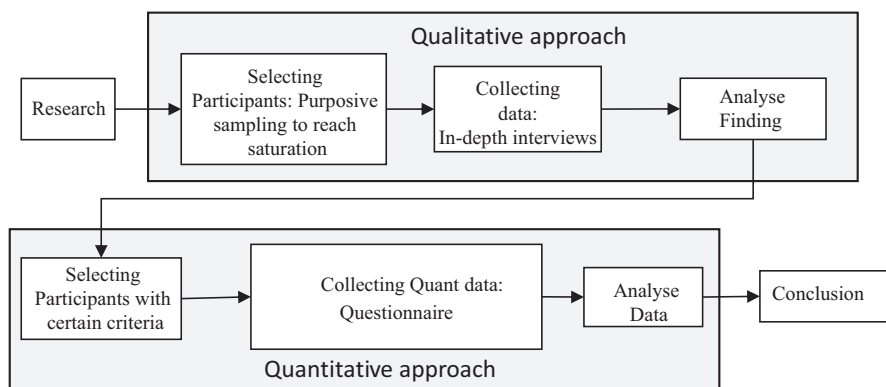 Qualitative approach
Research
Selecting
Participants: Purposive
sampling to reach
saturation
Collecting
data:
In-depth interviews
Analyse
Finding
Selecting
Participants with
certain criteria
Collecting Quant data:
Questionnaire
Analyse
Data
Conclusion
Quantitative approach